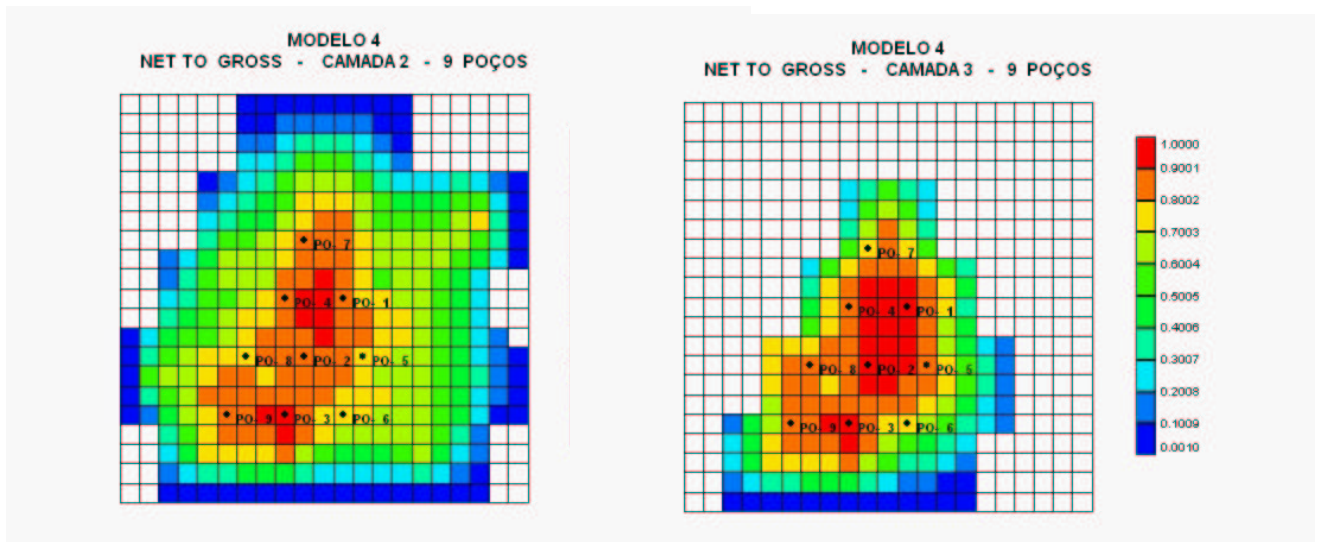 MODELO 4
NET TO GROSS - CAMADA 2 - 9 POÇOS
PO- 7
PO- 4
PO- 1
PO- 8
PO- 2
PO- 5
PO- 9
PO- 3
PO- 6
MODELO 4
NET TO GROSS - CAMADA 3 - 9 POÇOS
PO- 7
PO- 4
PO- 1
PO- 8
PO- 2
PO- 5
PO- 9
PO- 3
PO- 6
1.0000
0.9001
0.8002
0.7003
0.6004
0.5005
0.4006
0.3007
0.2008
0.1009
0.0010